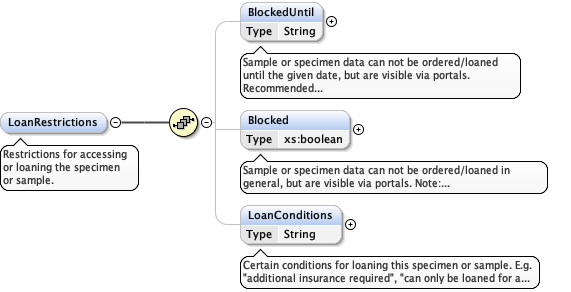 BlockedUntil
Type String
Sample or specimen data can not be ordered/loaned
until the given date, but are visible via portals.
Recommended...
LoanRestrictions
Restrictions for accessing
or loaning the specimen
or sample.
Blocked
Type xs:boolean
Sample or specimen data can not be ordered/loaned in
general, but are visible via portals. Note:...
LoanConditions
Type String
Certain conditions for loaning this specimen or sample. E.g.
"additional insurance required", "can only be loaned for a...